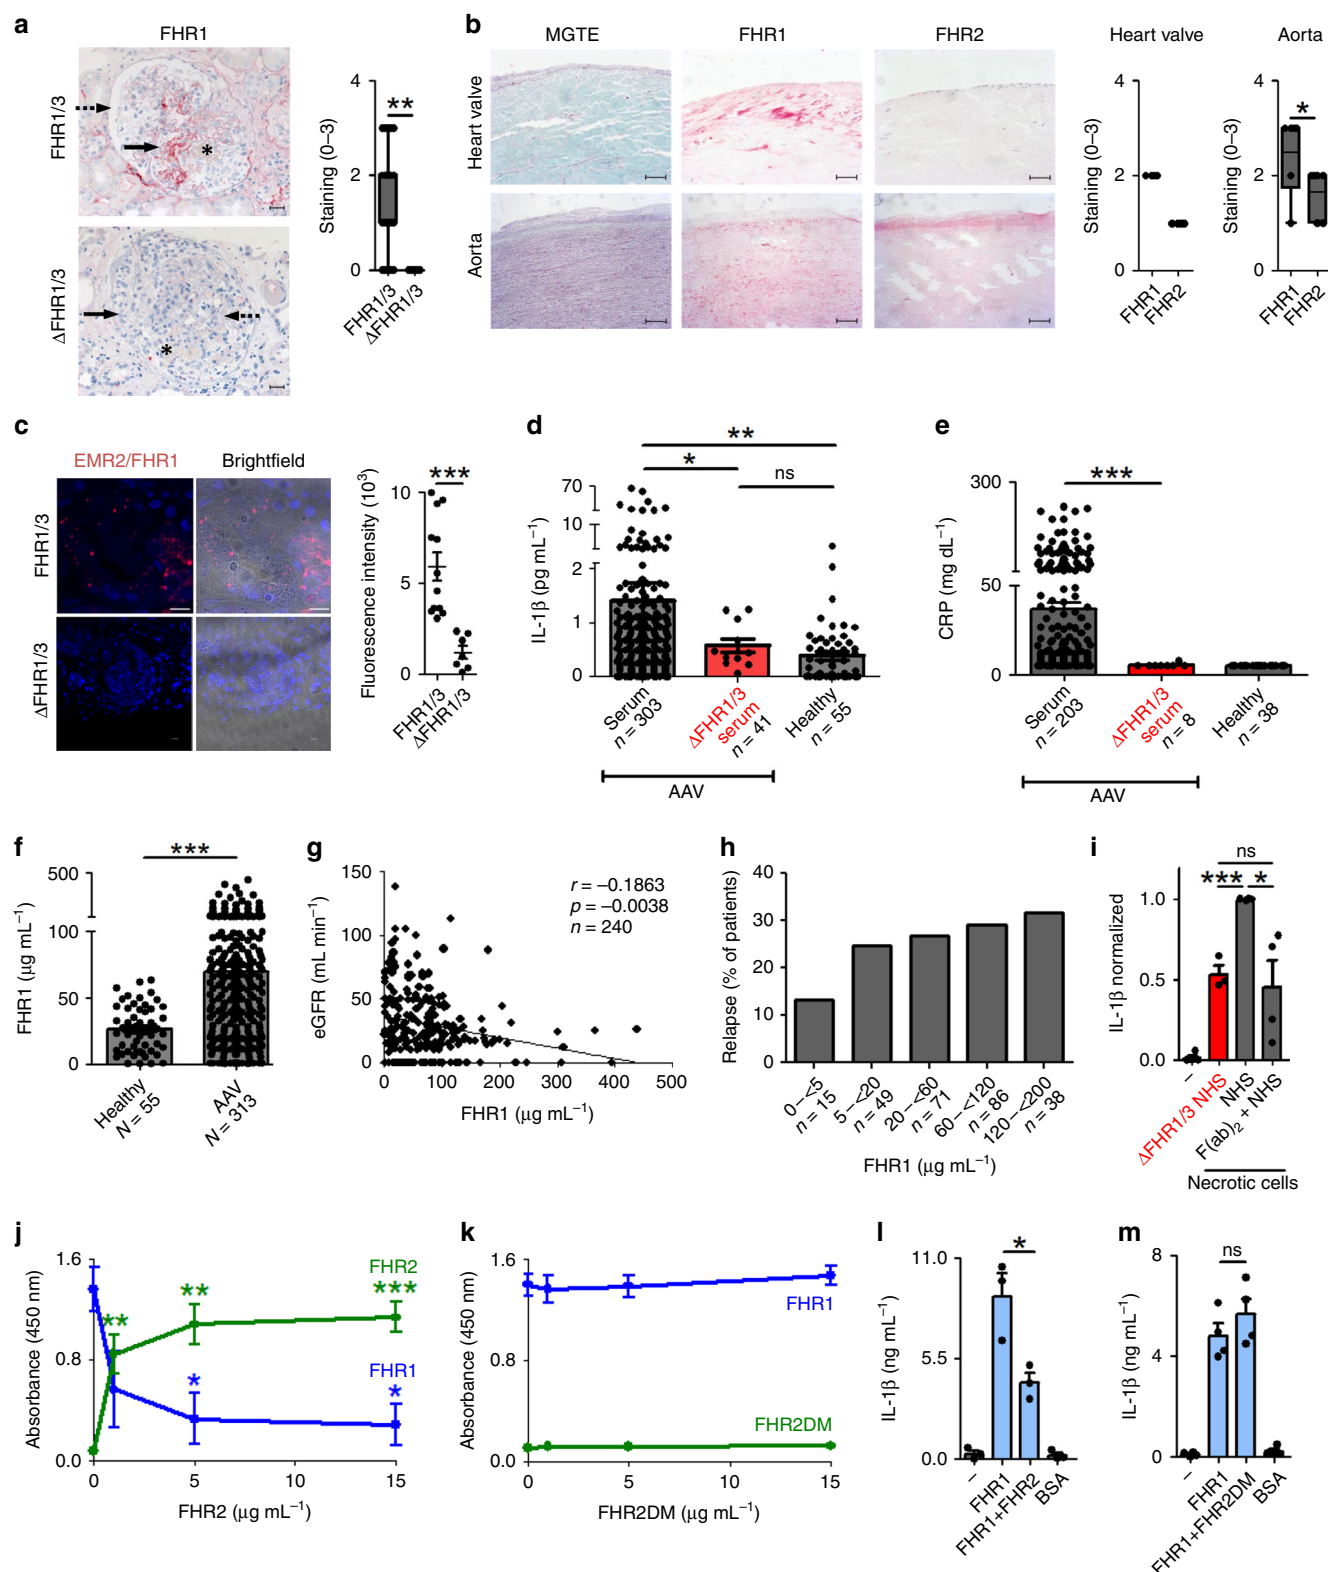 a
FHR1
FHR1/3
ΔFHR1/3
*
*
Staining (0–3)
4
2
0
**
FHR1/3
ΔFHR1/3
b
MGTE
FHR1
FHR2
Heart valve
Aorta
Heart valve
Staining (0–3)
4
2
0
FHR1
FHR2
Aorta
Staining (0–3)
4
2
0
*
FHR1
FHR2
c
EMR2/FHR1
Brightfield
FHR1/3
ΔFHR1/3
Fluorescence intensity (10³)
10
5
0
***
FHR1/3
ΔFHR1/3
d
IL-1β (pg mL⁻¹)
70
10
2
1
0
**
*
ns
Serum
n = 303
ΔFHR1/3
serum
n = 41
Healthy
n = 55
AAV
e
CRP (mg dL⁻¹)
300
50
0
***
Serum
n = 203
ΔFHR1/3
serum
n = 8
Healthy
n = 38
AAV
f
FHR1 (µg mL⁻¹)
500
100
50
0
***
Healthy
N = 55
AAV
N = 313
g
eGFR (mL min⁻¹)
150
100
50
0
r = –0.1863
p = –0.0038
n = 240
0 100 200 300 400 500
FHR1 (µg mL⁻¹)
h
Relapse (% of patients)
40
30
20
10
0
0–<5
n = 15
5–<20
n = 49
20–<60
n = 71
60–<120
n = 86
120–<200
n = 38
FHR1 (µg mL⁻¹)
i
IL-1β normalized
1.0
0.5
0.0
ns
***
*
–
ΔFHR1/3 NHS
NHS
F(ab)₂ + NHS
Necrotic cells
j
Absorbance (450 nm)
1.6
0.8
0.0
**
**
***
*
*
FHR2
FHR1
0 5 10 15
FHR2 (µg mL⁻¹)
k
Absorbance (450 nm)
1.6
0.8
0.0
FHR1
FHR2DM
0 5 10 15
FHR2DM (µg mL⁻¹)
l
IL-1β (ng mL⁻¹)
11.0
5.5
0.0
*
–
FHR1
FHR1+FHR2
BSA
m
IL-1β (ng mL⁻¹)
8
4
0
ns
–
FHR1
FHR1+FHR2DM
BSA